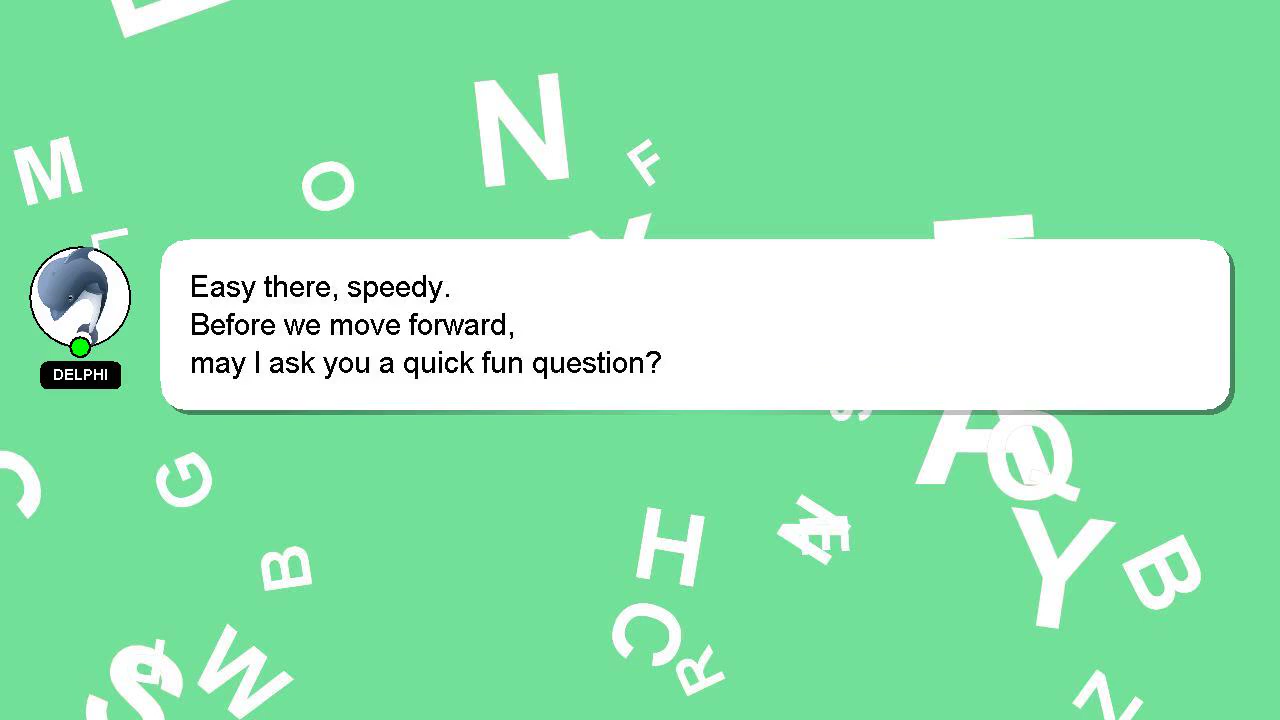 N
F
M
O
L
Easy there, speedy.
Before we move forward,
may I ask you a quick fun question?
DELPHI
S
A
Q
C
G
H
N
E
Y
B
B
C
R
S
W
N